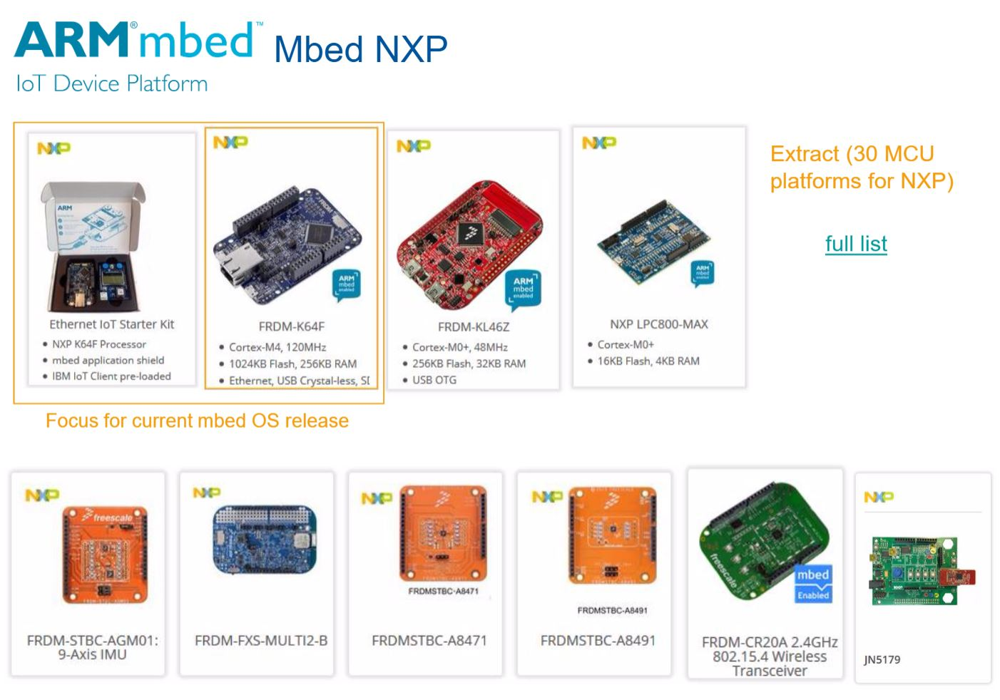 ARM®mbed™ Mbed NXP
IoT Device Platform
NXP
NXP
NXP
NXP
Extract (30 MCU
platforms for NXP)
full list
ARM
FRDM
ARM
mbed
enabled
ARM
mbed
enabled
ARM
mbed
enabled
Ethernet IoT Starter Kit
• NXP K64F Processor
• mbed application shield
• IBM IoT Client pre-loaded
FRDM-K64F
• Cortex-M4, 120MHz
• 1024KB Flash, 256KB RAM
• Ethernet, USB Crystal-less, SD
FRDM-KL46Z
• Cortex-M0+, 48MHz
• 256KB Flash, 32KB RAM
• USB OTG
NXP LPC800-MAX
• Cortex-M0+
• 16KB Flash, 4KB RAM
Focus for current mbed OS release
NXP
freescale
FRDM-STBC-AGM01
FRDM-STBC-AGM01:
9-Axis IMU
NXP
FRDM-FXS-MULTI2-B
NXP
FRDMSTBC-A8471
FRDMSTBC-A8471
NXP
FRDMSTBC-A8491
FRDMSTBC-A8491
freescale
mbed
Enabled
FRDM-CR20A 2.4GHz
802.15.4 Wireless
Transceiver
NXP
JN5179